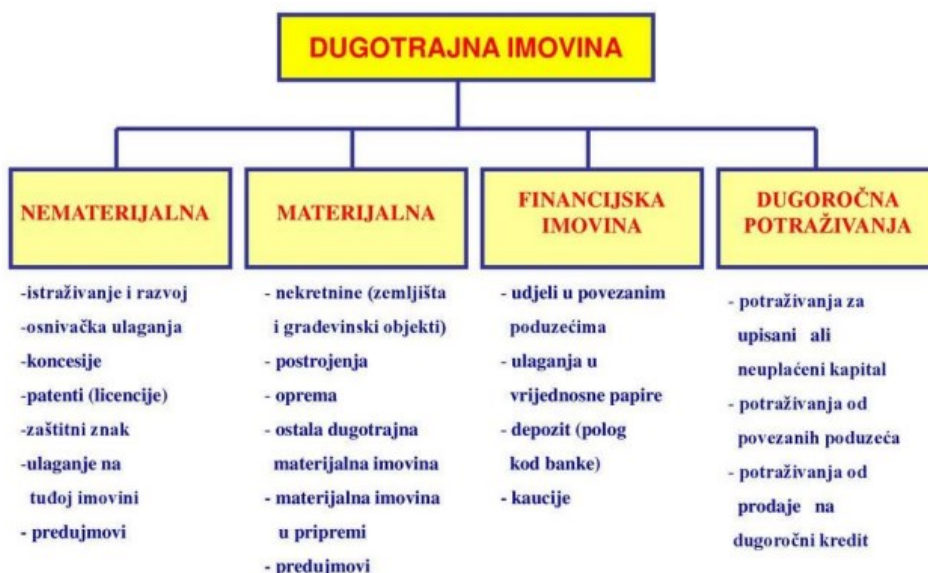 DUGOTRAJNA IMOVINA
NEMATERIJALNA
-istraživanje i razvoj
-osnivačka ulaganja
-koncesije
-patenti (licencije)
-zaštitni znak
-ulaganje na
tuđoj imovini
- predujmovi
MATERIJALNA
- nekretnine (zemljišta
i građevinski objekti)
- postrojenja
- oprema
- ostala dugotrajna
materijalna imovina
- materijalna imovina
u pripremi
- predujmovi
FINANCIJSKA
IMOVINA
- udjeli u povezanim
poduzećima
- ulaganja u
vrijednosne papire
- depozit (polog
kod banke)
- kaucije
DUGOROČNA
POTRAŽIVANJA
- potraživanja za
upisani ali
neuplaćeni kapital
- potraživanja od
povezanih poduzeća
- potraživanja od
prodaje na
dugoročni kredit